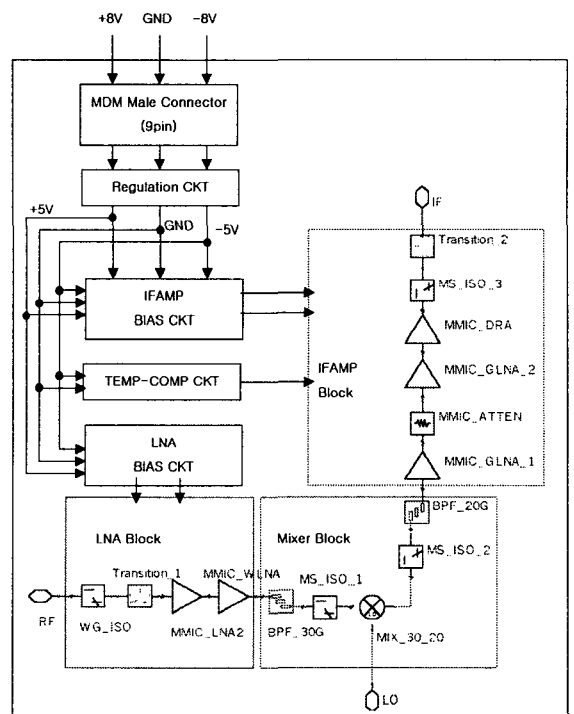 +8V GND -8V
MDM Male Connector
(9pin)
Regulation CKT
+5V
GND
-5V
IFAMP
BIAS CKT
TEMP-COMP CKT
LNA
BIAS CKT
IF
Transition_2
MS_ISO_3
MMIC_DRA
MMIC_GLNA_2
IFAMP
Block
MMIC_ATTEN
MMIC_GLNA_1
BPF_20G
LNA Block
Mixer Block
MS_ISO_2
Transition_1
MMIC_WLNA
MS_ISO_1
RF
WG_ISO
MMIC_LNA2
BPF_30G
MIX_30_20
LO